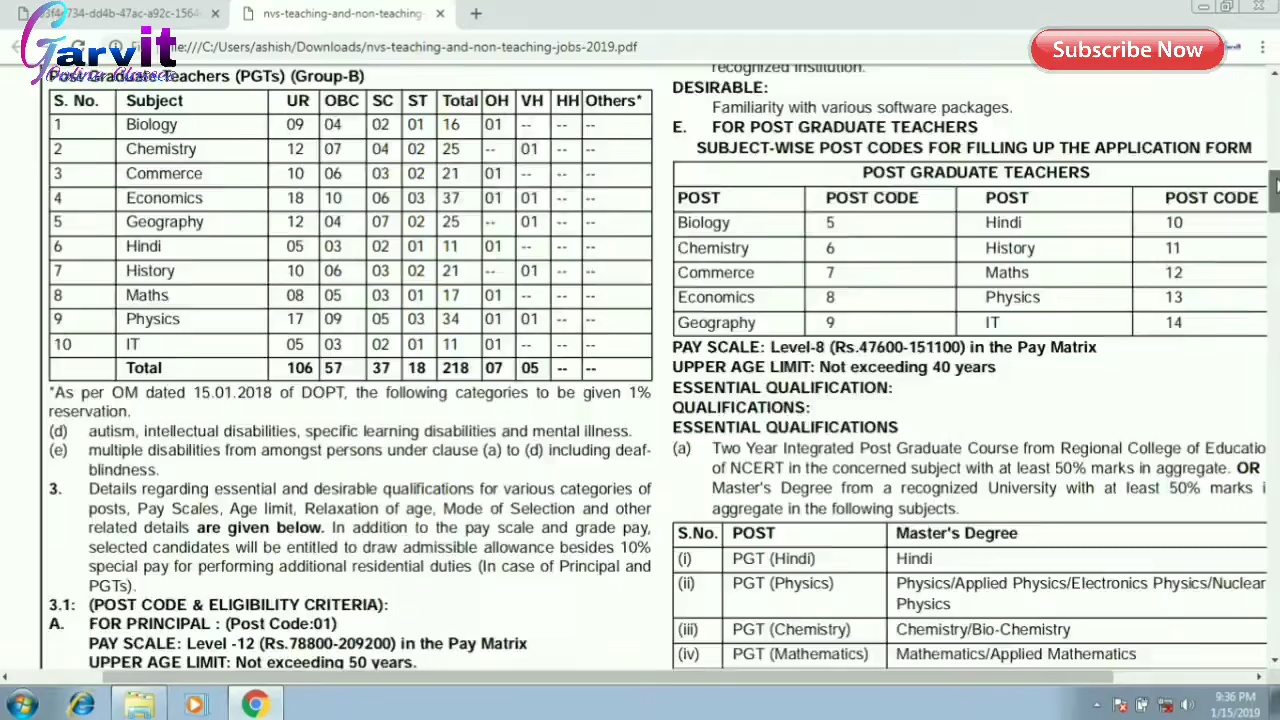 3f4e734-dd4b-47ac-a92c-1564
nvs-teaching-and-non-teaching-
Garvit
Online Classes
///C:/Users/ashish/Downloads/nvs-teaching-and-non-teaching-jobs-2019.pdf
Subscribe Now
Post Graduate Teachers (PGTs) (Group-B)
S. No. Subject UR OBC SC ST Total OH VH HH Others*
1 Biology 09 04 02 01 16 01 -- -- --
2 Chemistry 12 07 04 02 25 -- 01 -- --
3 Commerce 10 06 03 02 21 01 -- -- --
4 Economics 18 10 06 03 37 01 01 -- --
5 Geography 12 04 07 02 25 -- 01 -- --
6 Hindi 05 03 02 01 11 01 -- -- --
7 History 10 06 03 02 21 -- 01 -- --
8 Maths 08 05 03 01 17 01 -- -- --
9 Physics 17 09 05 03 34 01 01 -- --
10 IT 05 03 02 01 11 01 -- -- --
Total 106 57 37 18 218 07 05 -- --
*As per OM dated 15.01.2018 of DOPT, the following categories to be given 1%
reservation.
(d) autism, intellectual disabilities, specific learning disabilities and mental illness.
(e) multiple disabilities from amongst persons under clause (a) to (d) including deaf-
blindness.
3. Details regarding essential and desirable qualifications for various categories of
posts, Pay Scales, Age limit, Relaxation of age, Mode of Selection and other
related details are given below. In addition to the pay scale and grade pay,
selected candidates will be entitled to draw admissible allowance besides 10%
special pay for performing additional residential duties (In case of Principal and
PGTs).
3.1: (POST CODE & ELIGIBILITY CRITERIA):
A. FOR PRINCIPAL : (Post Code:01)
PAY SCALE: Level -12 (Rs.78800-209200) in the Pay Matrix
UPPER AGE LIMIT: Not exceeding 50 years.
recognized institution.
DESIRABLE:
Familiarity with various software packages.
E. FOR POST GRADUATE TEACHERS
SUBJECT-WISE POST CODES FOR FILLING UP THE APPLICATION FORM
POST GRADUATE TEACHERS
POST POST CODE POST POST CODE
Biology 5 Hindi 10
Chemistry 6 History 11
Commerce 7 Maths 12
Economics 8 Physics 13
Geography 9 IT 14
PAY SCALE: Level-8 (Rs.47600-151100) in the Pay Matrix
UPPER AGE LIMIT: Not exceeding 40 years
ESSENTIAL QUALIFICATION:
QUALIFICATIONS:
ESSENTIAL QUALIFICATIONS
(a) Two Year Integrated Post Graduate Course from Regional College of Educatio
of NCERT in the concerned subject with at least 50% marks in aggregate. OR
Master's Degree from a recognized University with at least 50% marks i
aggregate in the following subjects.
S.No. POST Master's Degree
(i) PGT (Hindi) Hindi
(ii) PGT (Physics) Physics/Applied Physics/Electronics Physics/Nuclear
Physics
(iii) PGT (Chemistry) Chemistry/Bio-Chemistry
(iv) PGT (Mathematics) Mathematics/Applied Mathematics
9:36 PM
1/15/2019